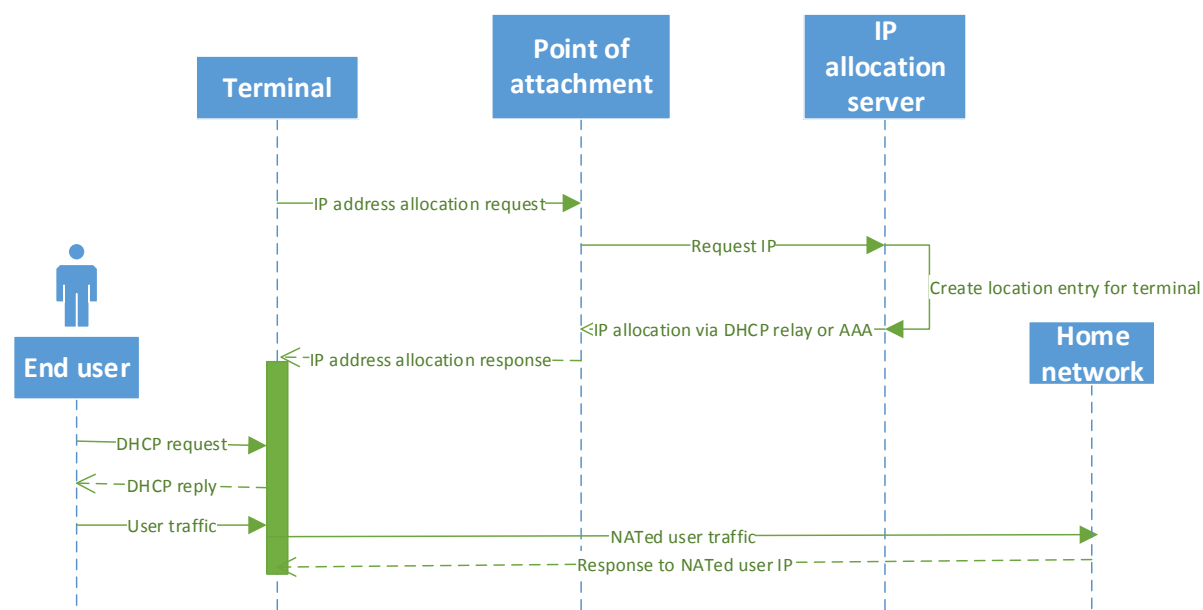 Terminal
Point of
attachment
IP
allocation
server
IP address allocation request
Request IP
Create location entry for terminal
IP allocation via DHCP relay or AAA
IP address allocation response
End user
Home
network
DHCP request
DHCP reply
User traffic
NATed user traffic
Response to NATed user IP